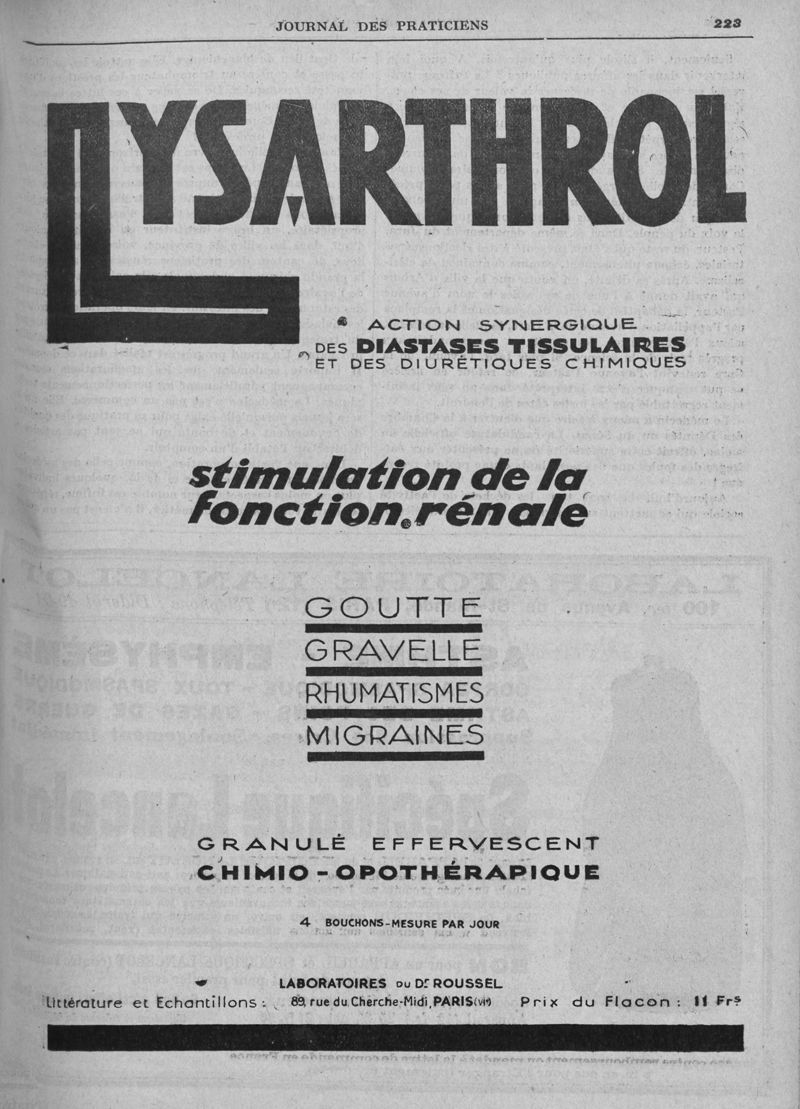 JOURNAL DES PRATICIENS 223
LYSARTHROL
ACTION SYNERGIQUE
DES DIASTASES TISSULAIRES
ET DES DIURÉTIQUES CHIMIQUES
stimulation de la
fonction rénale
GOUTTE
GRAVELLE
RHUMATISMES
MIGRAINES
GRANULÉ EFFERVESCENT
CHIMIO-OPOTHÉRAPIQUE
4 BOUCHONS-MESURE PAR JOUR
LABORATOIRES DU Dr ROUSSEL
Littérature et Echantillons : 89, rue du Cherche-Midi, PARIS (VIe) Prix du Flacon : 11 Frs